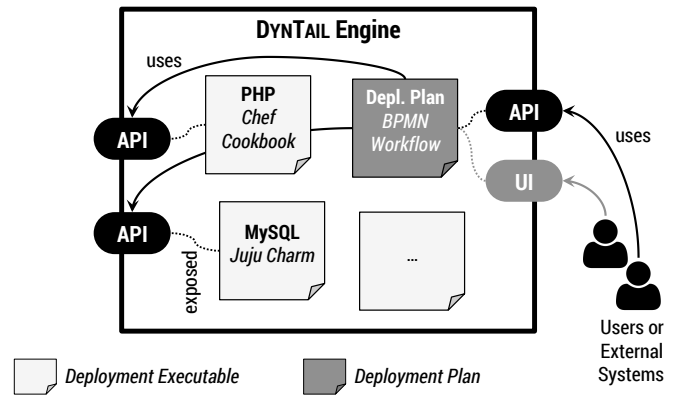 DYNTAIL Engine
uses
PHP
Chef
Cookbook
Depl. Plan
BPMN
Workflow
API
API
uses
UI
API
MySQL
Juju Charm
exposed
...
Users or
External
Systems
Deployment Executable
Deployment Plan